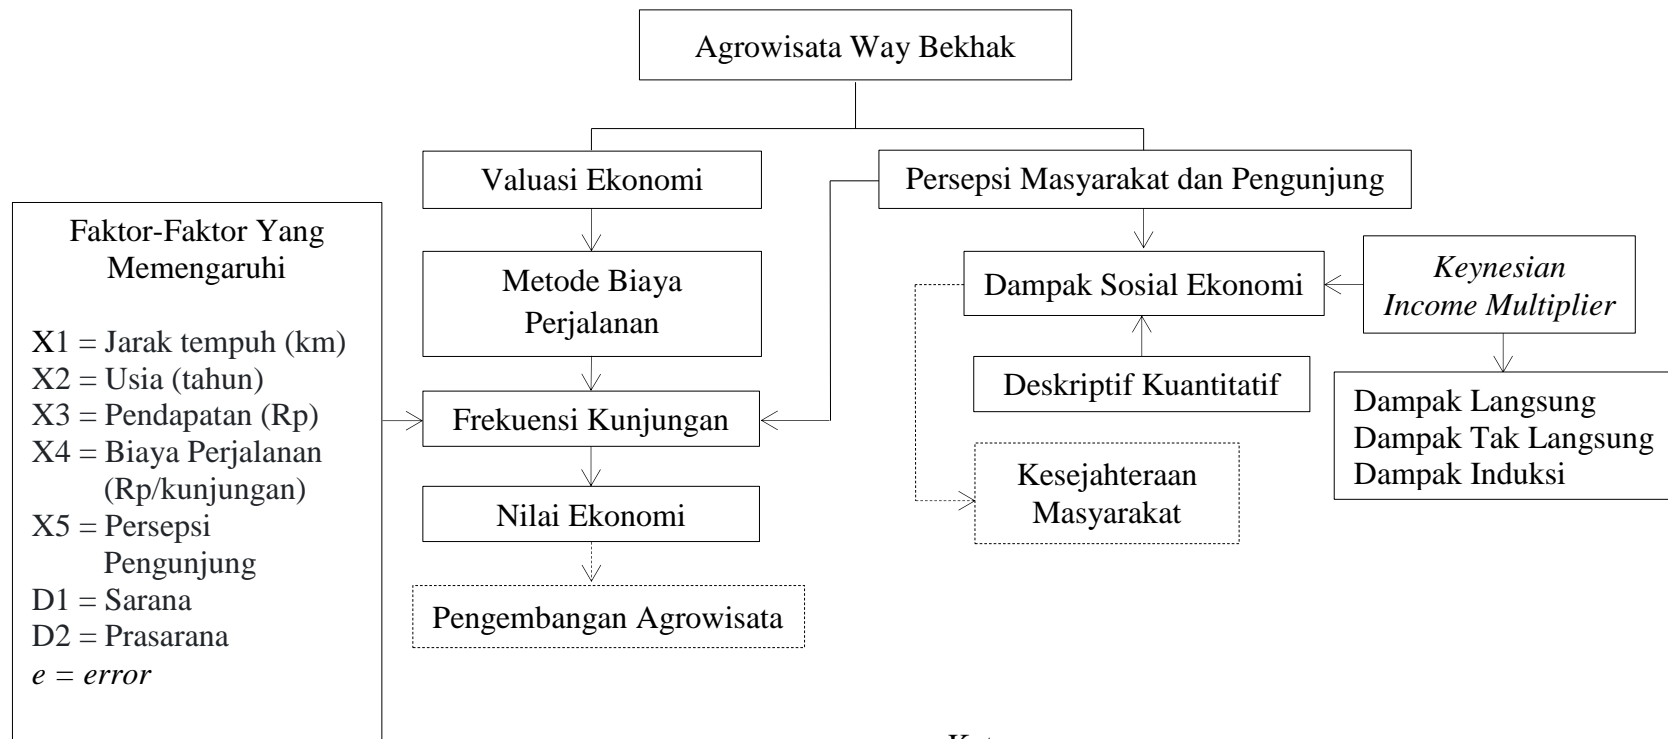 Agrowisata Way Bekhak
Valuasi Ekonomi
Persepsi Masyarakat dan Pengunjung
Faktor-Faktor Yang
Memengaruhi
X1 = Jarak tempuh (km)
X2 = Usia (tahun)
X3 = Pendapatan (Rp)
X4 = Biaya Perjalanan
(Rp/kunjungan)
X5 = Persepsi
Pengunjung
D1 = Sarana
D2 = Prasarana
e = error
Metode Biaya
Perjalanan
Frekuensi Kunjungan
Nilai Ekonomi
Pengembangan Agrowisata
Dampak Sosial Ekonomi
Deskriptif Kuantitatif
Kesejahteraan
Masyarakat
Keynesian
Income Multiplier
Dampak Langsung
Dampak Tak Langsung
Dampak Induksi